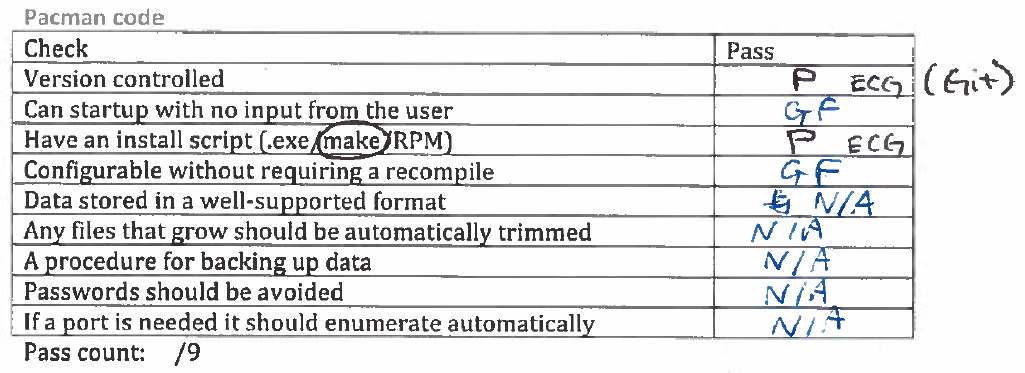 Pacman code
Check Pass
Version controlled P ECG (Git)
Can startup with no input from the user GF
Have an install script (.exe/make/RPM) P ECG
Configurable without requiring a recompile GF
Data stored in a well-supported format N/A
Any files that grow should be automatically trimmed N/A
A procedure for backing up data N/A
Passwords should be avoided N/A
If a port is needed it should enumerate automatically N/A
Pass count: /9